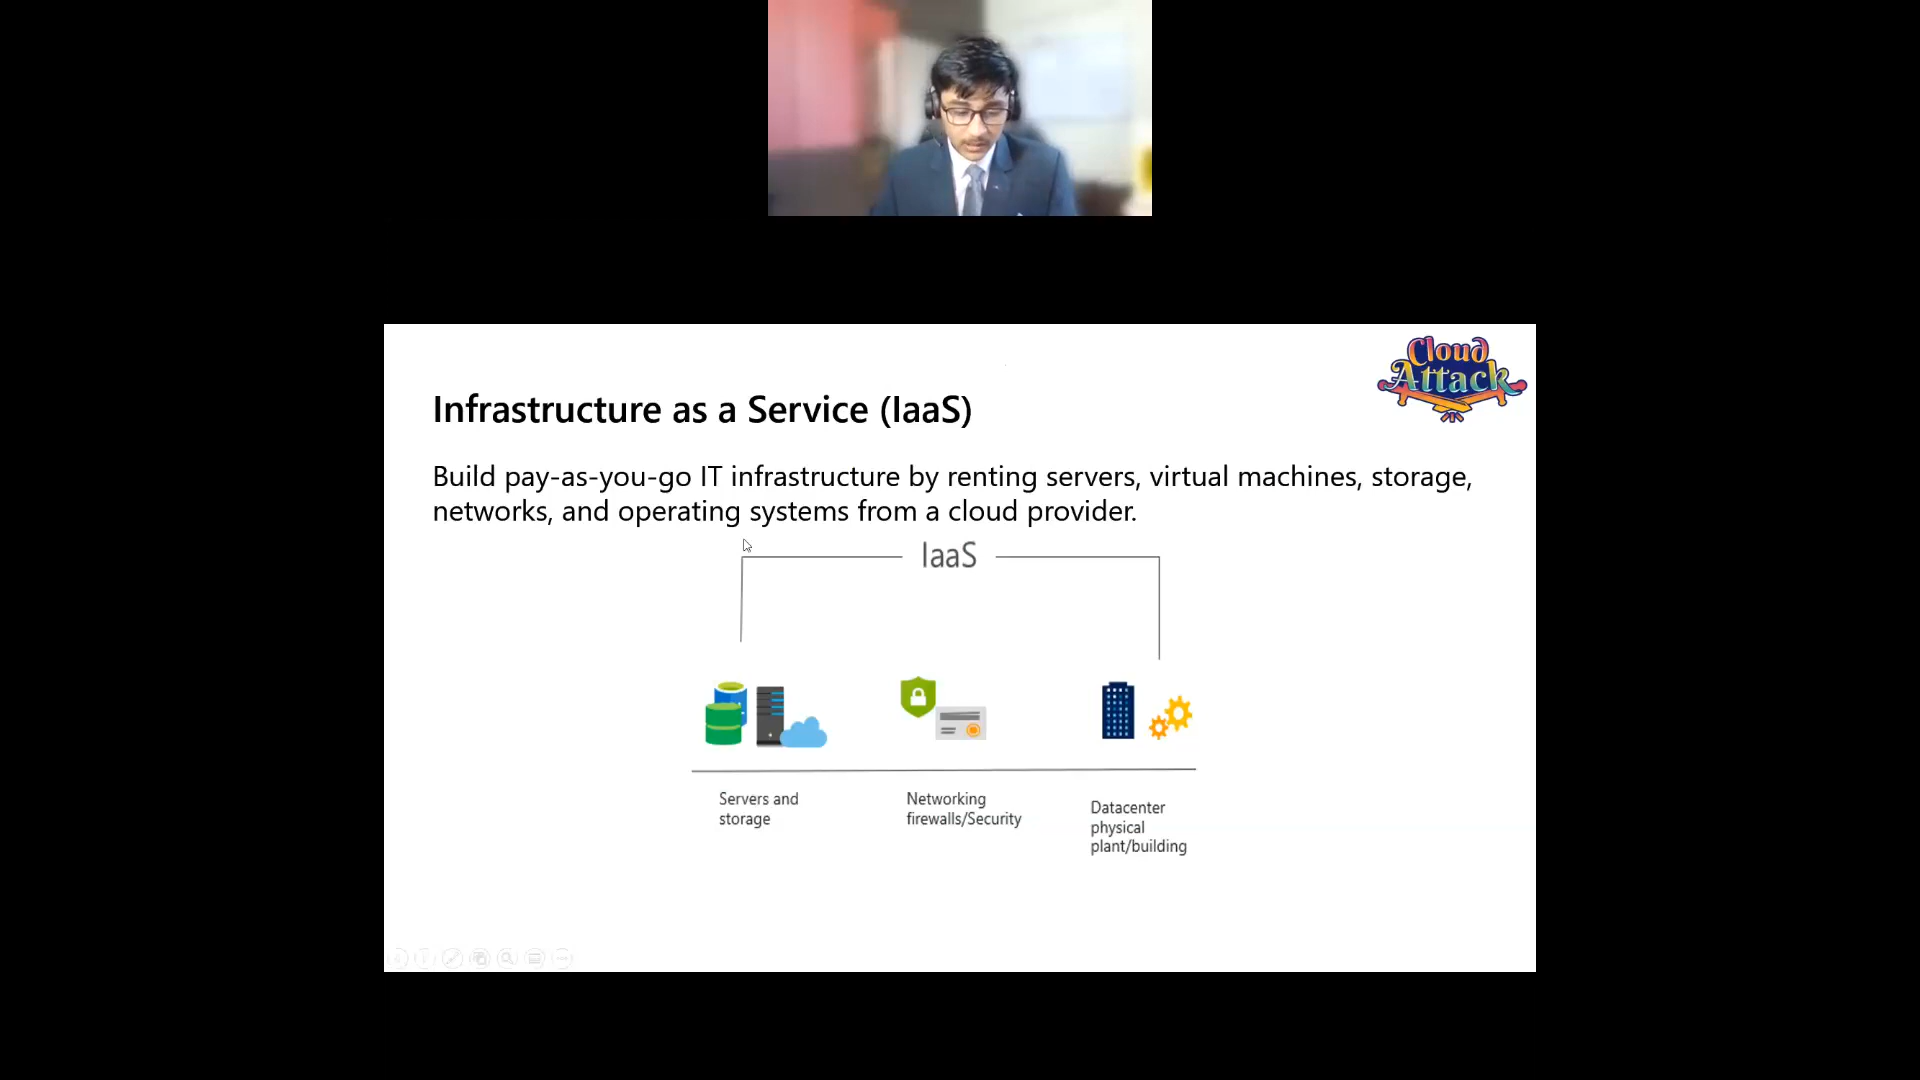 Cloud
Attack
Infrastructure as a Service (IaaS)
Build pay-as-you-go IT infrastructure by renting servers, virtual machines, storage,
networks, and operating systems from a cloud provider.
IaaS
Servers and
storage
Networking
firewalls/Security
Datacenter
physical
plant/building